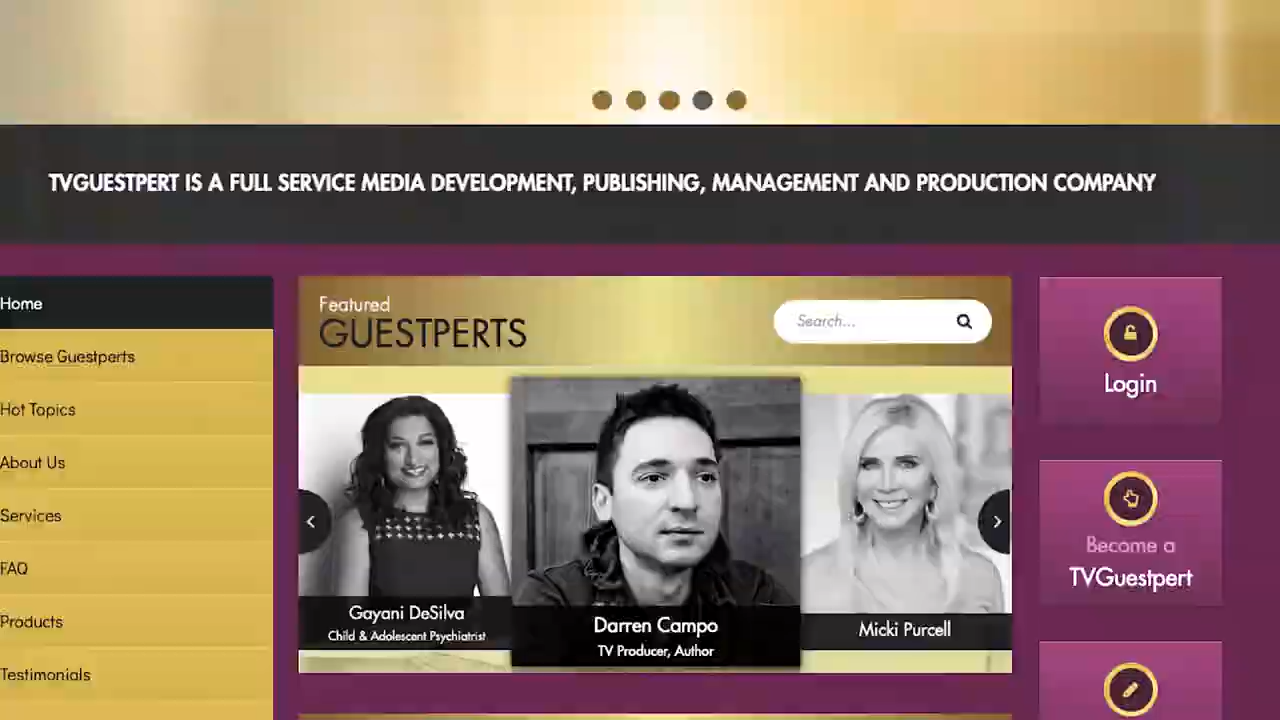 TVGUESTPERT IS A FULL SERVICE MEDIA DEVELOPMENT, PUBLISHING, MANAGEMENT AND PRODUCTION COMPANY
Home
Browse Guestperts
Hot Topics
About Us
Services
FAQ
Products
Testimonials
Featured
GUESTPERTS
Search...
Gayani DeSilva
Child & Adolescent Psychiatrist
Darren Campo
TV Producer, Author
Micki Purcell
Login
Become a
TVGuestpert